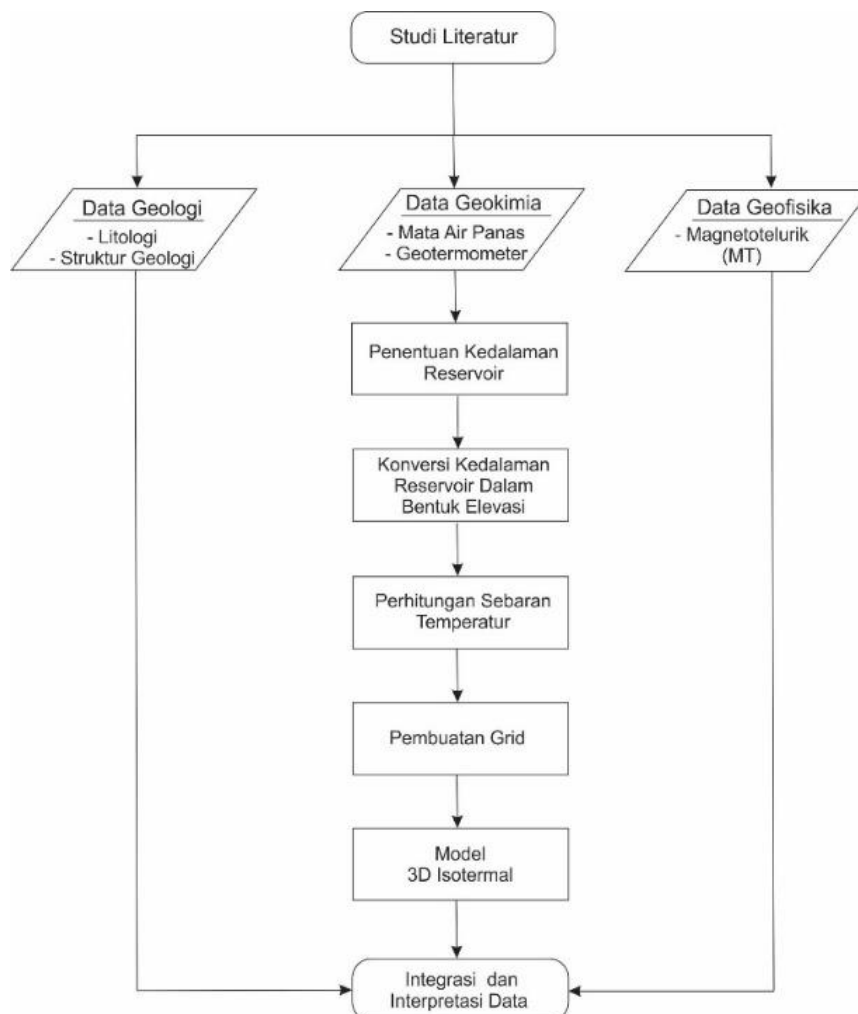 Studi Literatur
Data Geologi
- Litologi
- Struktur Geologi
Data Geokimia
- Mata Air Panas
- Geotermometer
Data Geofisika
- Magnetotelurik
(MT)
Penentuan Kedalaman
Reservoir
Konversi Kedalaman
Reservoir Dalam
Bentuk Elevasi
Perhitungan Sebaran
Temperatur
Pembuatan Grid
Model
3D Isotermal
Integrasi dan
Interpretasi Data